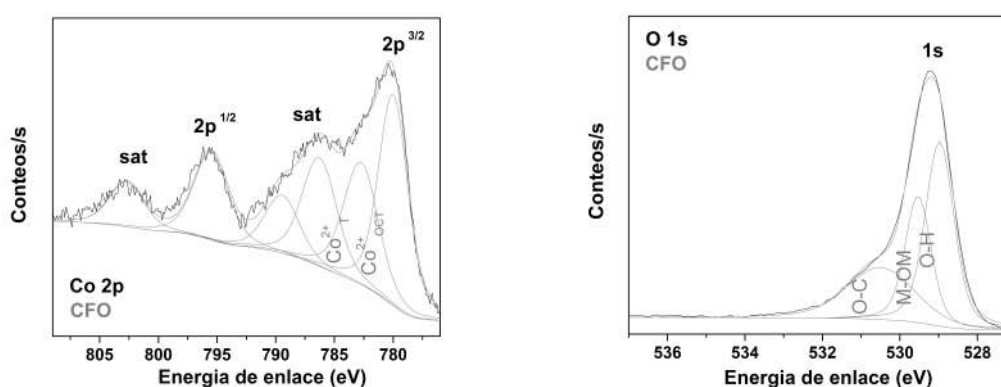 2p 3/2
2p 1/2
sat
sat
Co 2+ T
Co 2+ OCT
Co 2p
CFO
Conteos/s
805 800 795 790 785 780
Energia de enlace (eV)
O 1s
CFO
1s
O-C
M-OM
O-H
Conteos/s
536 534 532 530 528
Energia de enlace (eV)